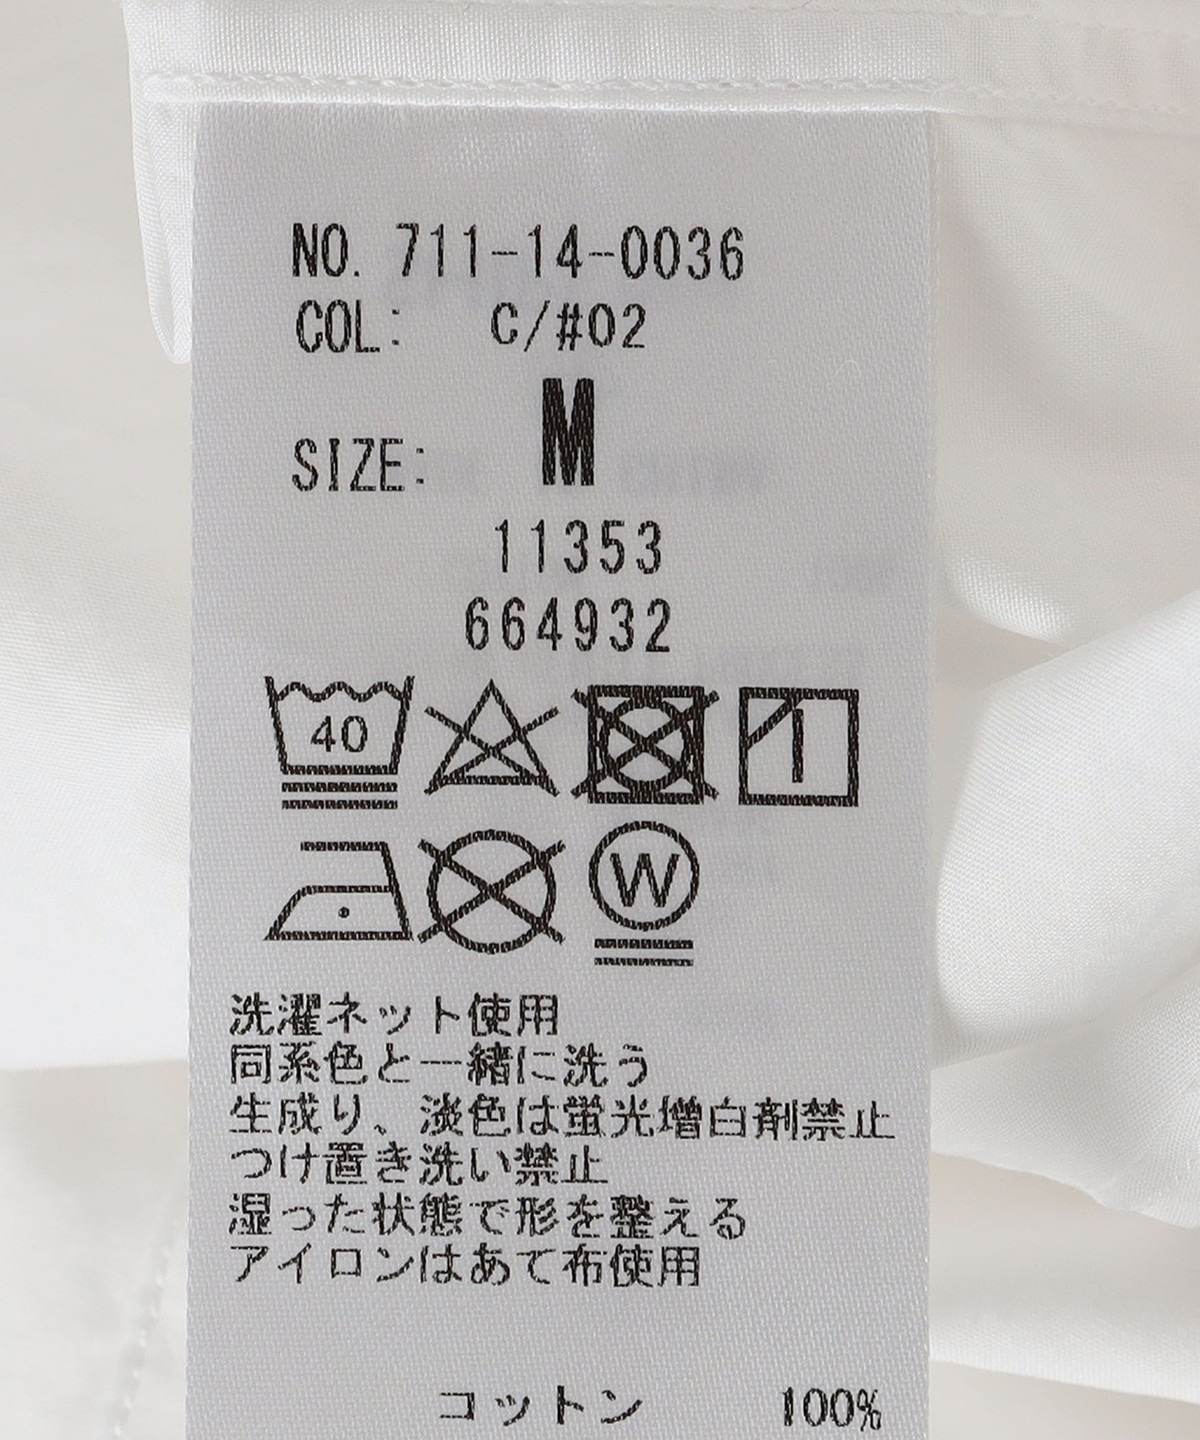 NO. 711-14-0036
COL: C/#02
SIZE: M
11353
664932
40
W
洗濯ネット使用
同系色と一緒に洗う
生成り、淡色は蛍光増白剤禁止
つけ置き洗い禁止
湿った状態で形を整える
アイロンはあて布使用
コットン 100%